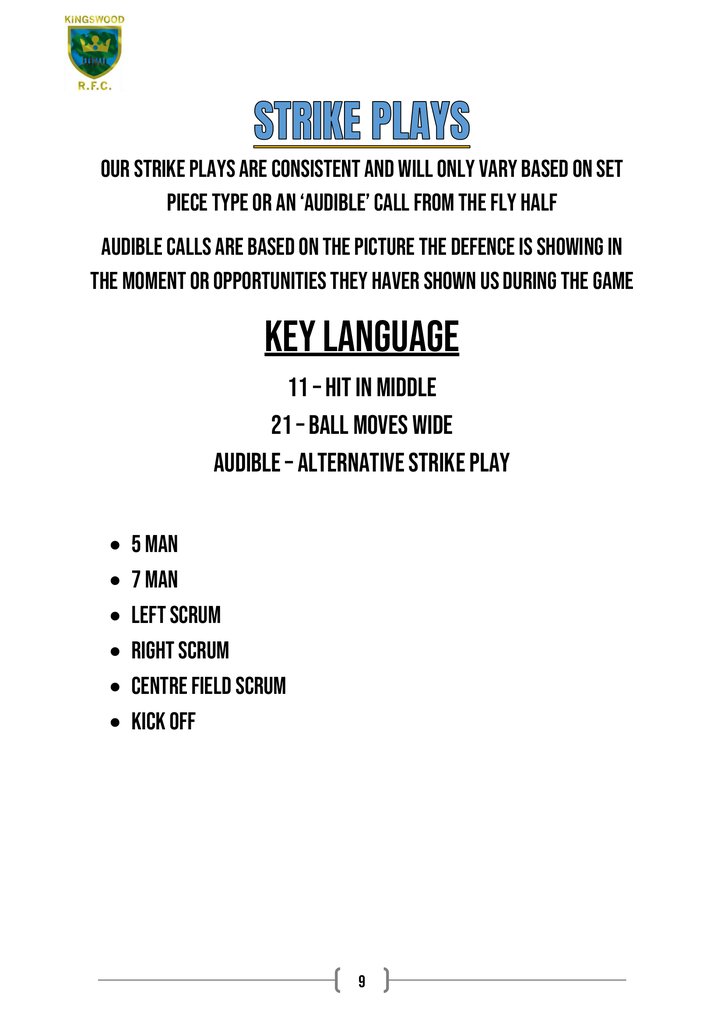 KINGSWOOD
R.F.C.
STRIKE PLAYS
OUR STRIKE PLAYS ARE CONSISTENT AND WILL ONLY VARY BASED ON SET
PIECE TYPE OR AN ‘AUDIBLE’ CALL FROM THE FLY HALF
AUDIBLE CALLS ARE BASED ON THE PICTURE THE DEFENCE IS SHOWING IN
THE MOMENT OR OPPORTUNITIES THEY HAVER SHOWN US DURING THE GAME
KEY LANGUAGE
11 – HIT IN MIDDLE
21 – BALL MOVES WIDE
AUDIBLE – ALTERNATIVE STRIKE PLAY
● 5 MAN
● 7 MAN
● LEFT SCRUM
● RIGHT SCRUM
● CENTRE FIELD SCRUM
● KICK OFF
9